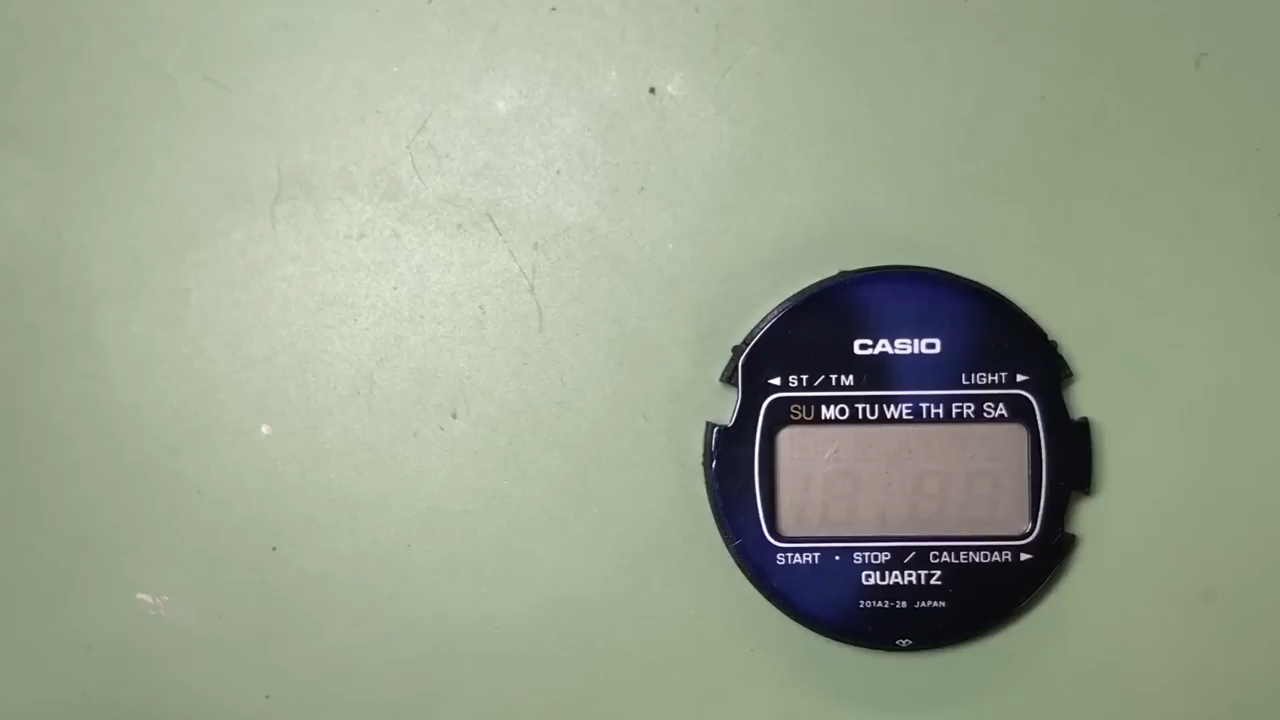 CASIO
◄ ST/TM LIGHT ►
SU MO TU WE TH FR SA
START · STOP / CALENDAR ►
QUARTZ
201A2-28 JAPAN